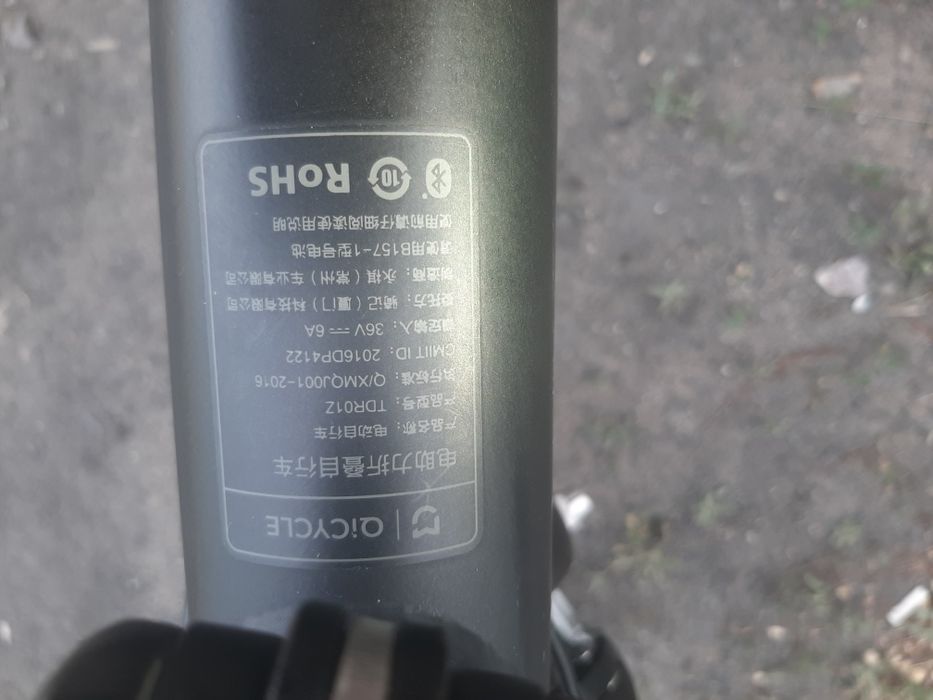 QiCYCLE
电助力折叠自行车
产品名称：电动自行车
产品型号：TDR01Z
执行标准：Q/XMQJ001-2016
CMIIT ID：2016DP4122
额定输入：36V ⎓ 6A
委托方：骑记（厦门）科技有限公司
制造商：永祺（常州）车业有限公司
请使用B157-1型号电池
使用前请仔细阅读使用说明
10 RoHS